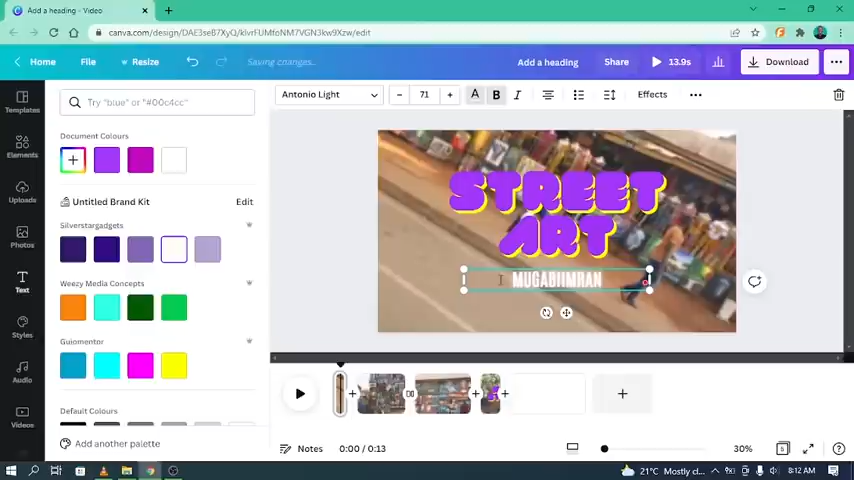 Add a heading - Video
canva.com/design/DAE3seB7XyQ/klvrFUMfoNM7VGN3kw9Xzw/edit
Home
File
Resize
Saving changes...
Add a heading
Share
13.9s
Download
Templates
Elements
Uploads
Photos
Text
Styles
Audio
Videos
Try "blue" or "#00c4cc"
Document Colours
Untitled Brand Kit
Edit
Silverstargadgets
Weezy Media Concepts
Guiomentor
Default Colours
Add another palette
Antonio Light
71
A
B
I
Effects
STREET
ART
MUGABIIMRAN
Notes
0:00 / 0:13
30%
21°C Mostly cl...
8:12 AM